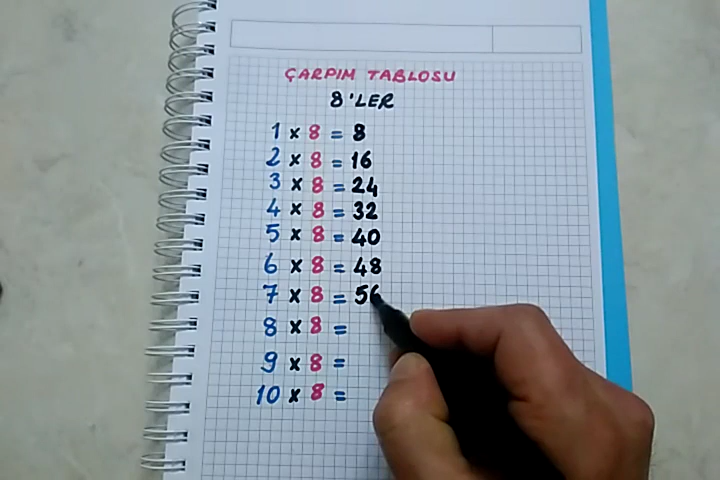 ÇARPIM TABLOSU
8'LER
1 x 8 = 8
2 x 8 = 16
3 x 8 = 24
4 x 8 = 32
5 x 8 = 40
6 x 8 = 48
7 x 8 = 56
8 x 8 =
9 x 8 =
10 x 8 =